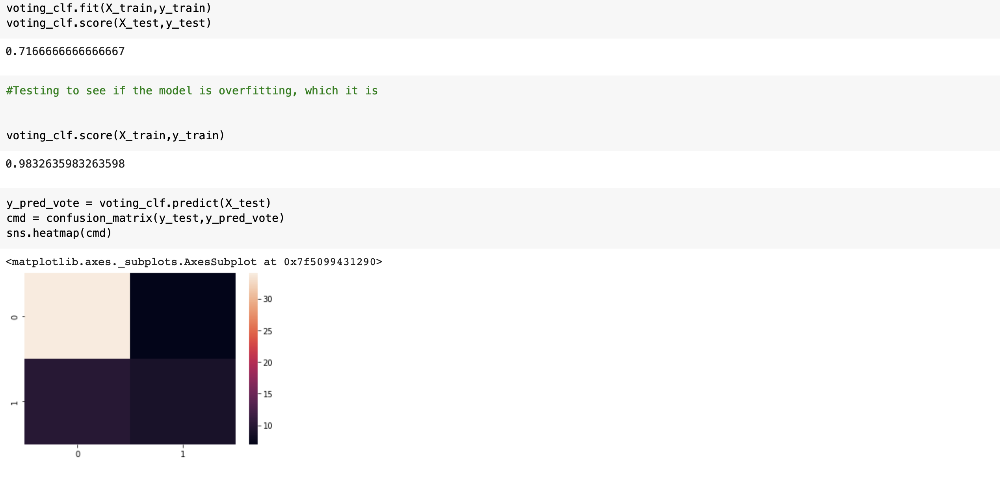 voting_clf.fit(X_train,y_train)
voting_clf.score(X_test,y_test)
0.7166666666666667
#Testing to see if the model is overfitting, which it is
voting_clf.score(X_train,y_train)
0.9832635983263598
y_pred_vote = voting_clf.predict(X_test)
cmd = confusion_matrix(y_test,y_pred_vote)
sns.heatmap(cmd)
<matplotlib.axes._subplots.AxesSubplot at 0x7f5099431290>
0
1
0
1
30
25
20
15
10